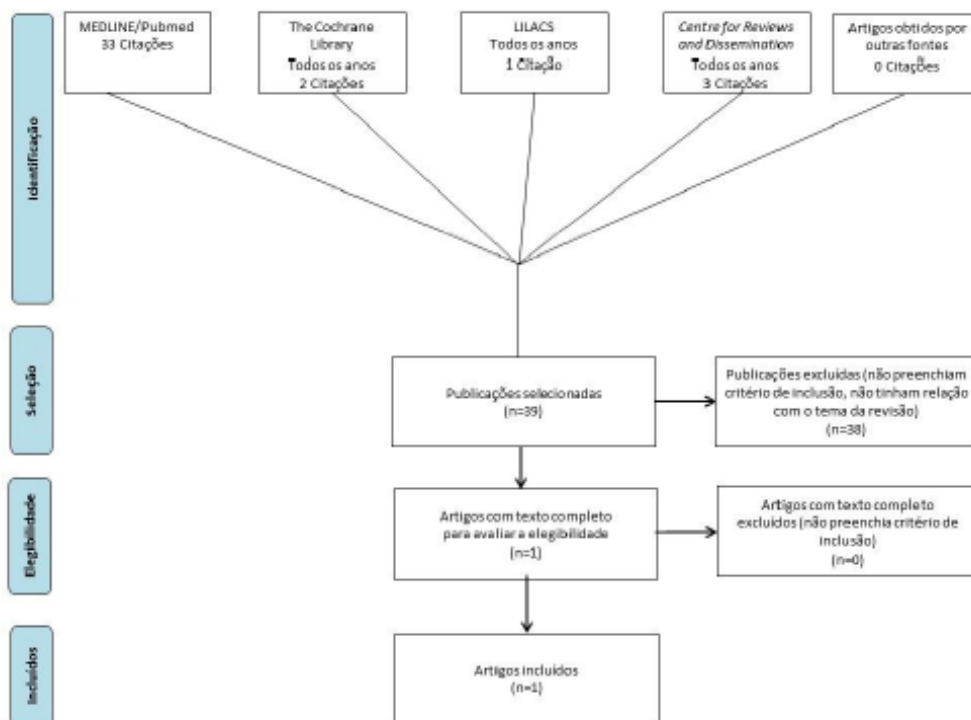 MEDLINE/Pubmed
33 Citações
The Cochrane
Library
Todos os anos
2 Citações
LILACS
Todos os anos
1 Citação
Centre for Reviews
and Dissemination
Todos os anos
3 Citações
Artigos obtidos por
outras fontes
0 Citações
Identificação
Seleção
Publicações selecionadas
(n=39)
Publicações excluídas (não preenchiam
critério de inclusão, não tinham relação
com o tema da revisão)
(n=38)
Elegibilidade
Artigos com texto completo
para avaliar a elegibilidade
(n=1)
Artigos com texto completo
excluídos (não preenchia critério de
inclusão)
(n=0)
Incluídos
Artigos incluídos
(n=1)